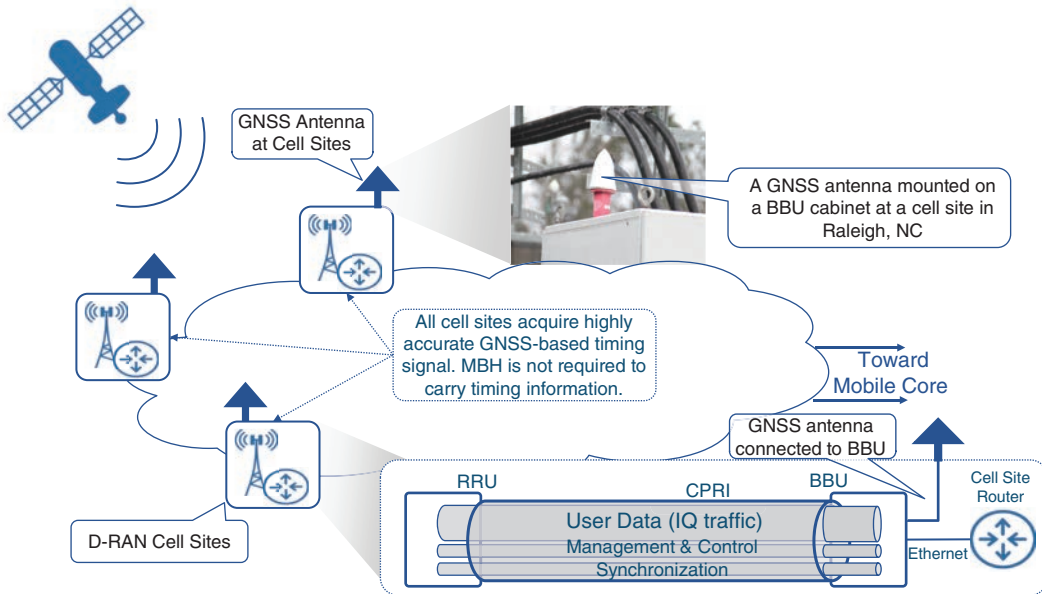 GNSS Antenna
at Cell Sites
A GNSS antenna mounted on
a BBU cabinet at a cell site in
Raleigh, NC
All cell sites acquire highly
accurate GNSS-based timing
signal. MBH is not required to
carry timing information.
Toward
Mobile Core
GNSS antenna
connected to BBU
D-RAN Cell Sites
RRU
CPRI
BBU
Cell Site
Router
User Data (IQ traffic)
Management & Control
Synchronization
Ethernet